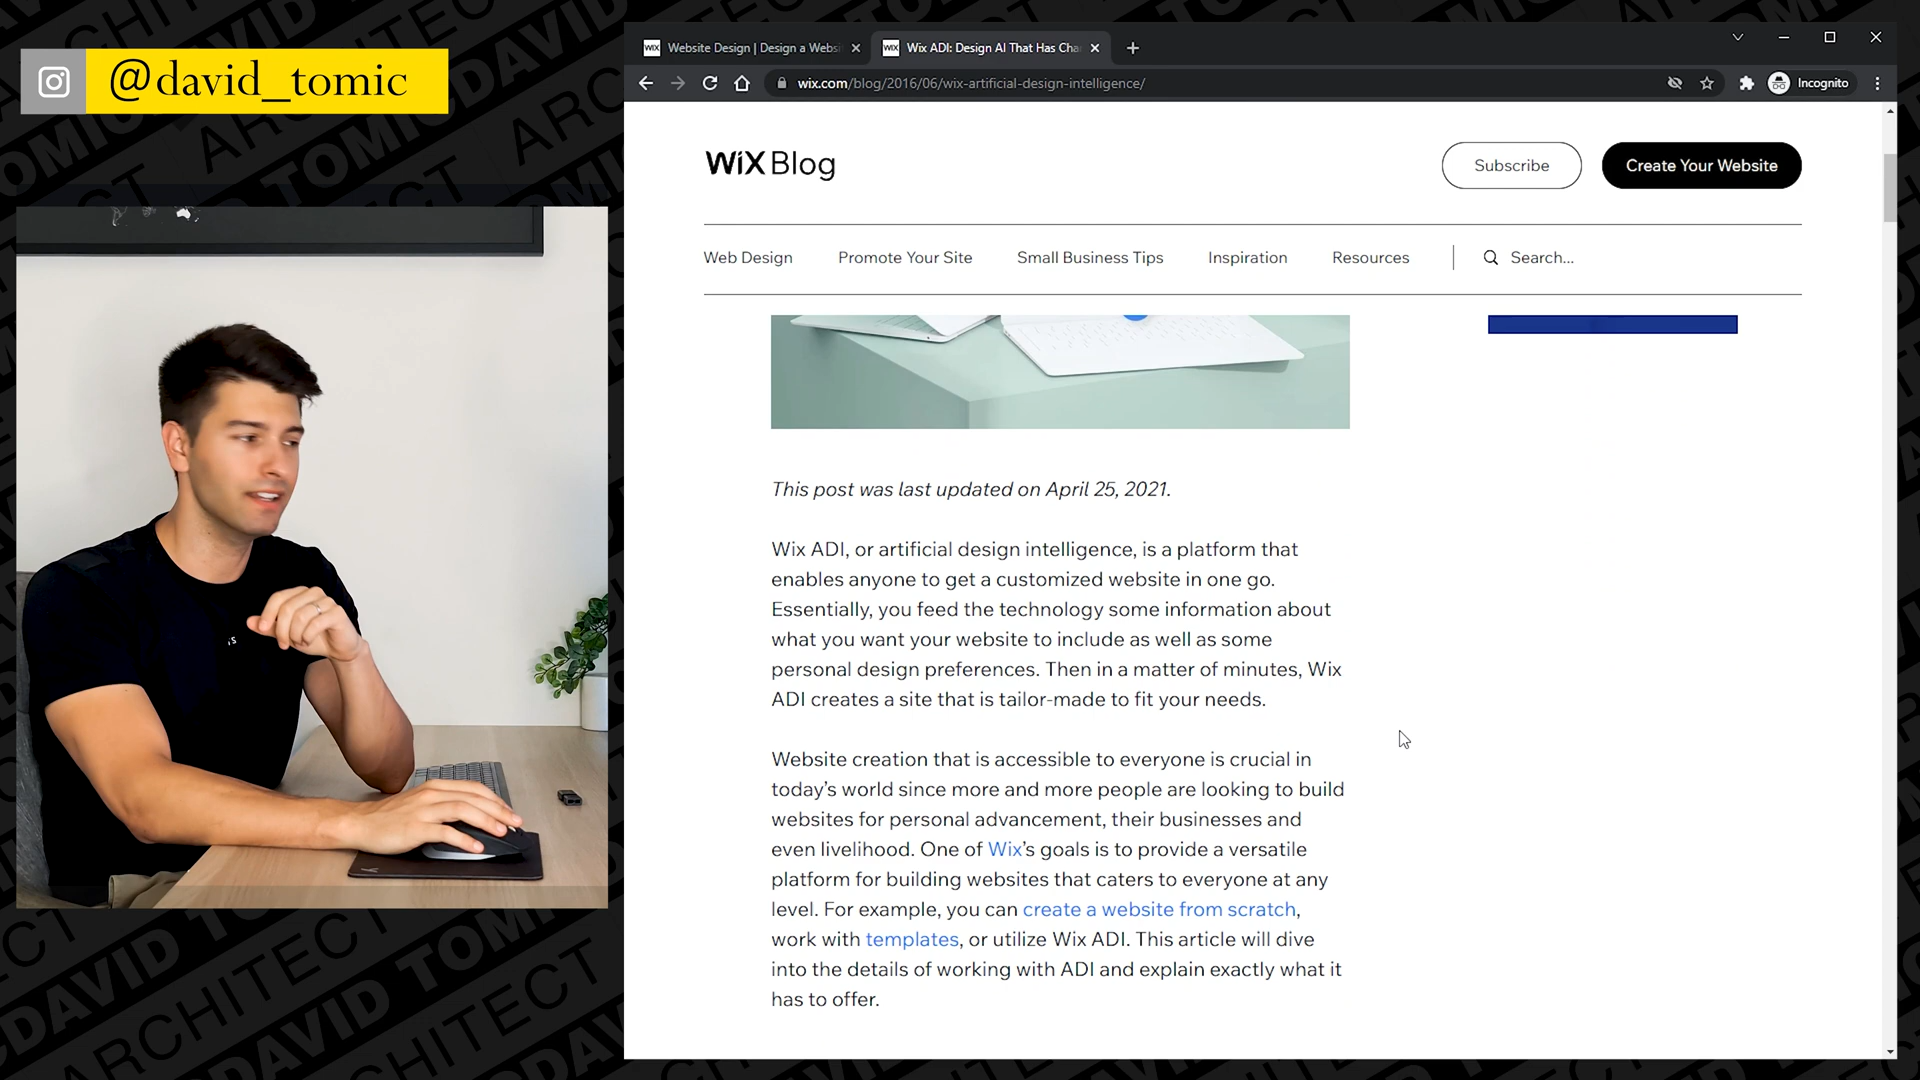 @david_tomic
Website Design | Design a Websi
Wix ADI: Design AI That Has Cha
wix.com/blog/2016/06/wix-artificial-design-intelligence/
Incognito
WiX Blog
Subscribe
Create Your Website
Web Design
Promote Your Site
Small Business Tips
Inspiration
Resources
Search...
This post was last updated on April 25, 2021.
Wix ADI, or artificial design intelligence, is a platform that
enables anyone to get a customized website in one go.
Essentially, you feed the technology some information about
what you want your website to include as well as some
personal design preferences. Then in a matter of minutes, Wix
ADI creates a site that is tailor-made to fit your needs.
Website creation that is accessible to everyone is crucial in
today's world since more and more people are looking to build
websites for personal advancement, their businesses and
even livelihood. One of Wix's goals is to provide a versatile
platform for building websites that caters to everyone at any
level. For example, you can create a website from scratch,
work with templates, or utilize Wix ADI. This article will dive
into the details of working with ADI and explain exactly what it
has to offer.
DAVID TOMIC
ARCHITECT